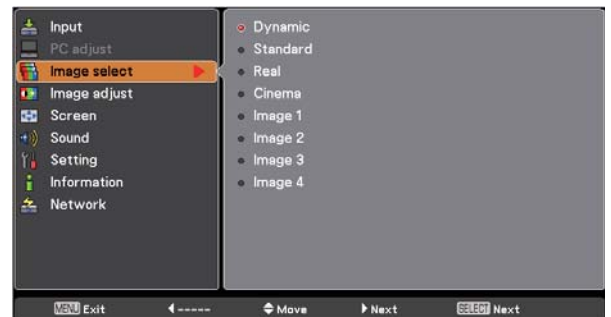 Input
PC adjust
Image select
Image adjust
Screen
Sound
Setting
Information
Network
Dynamic
Standard
Real
Cinema
Image 1
Image 2
Image 3
Image 4
MENU Exit ----- Move Next SELECT Next